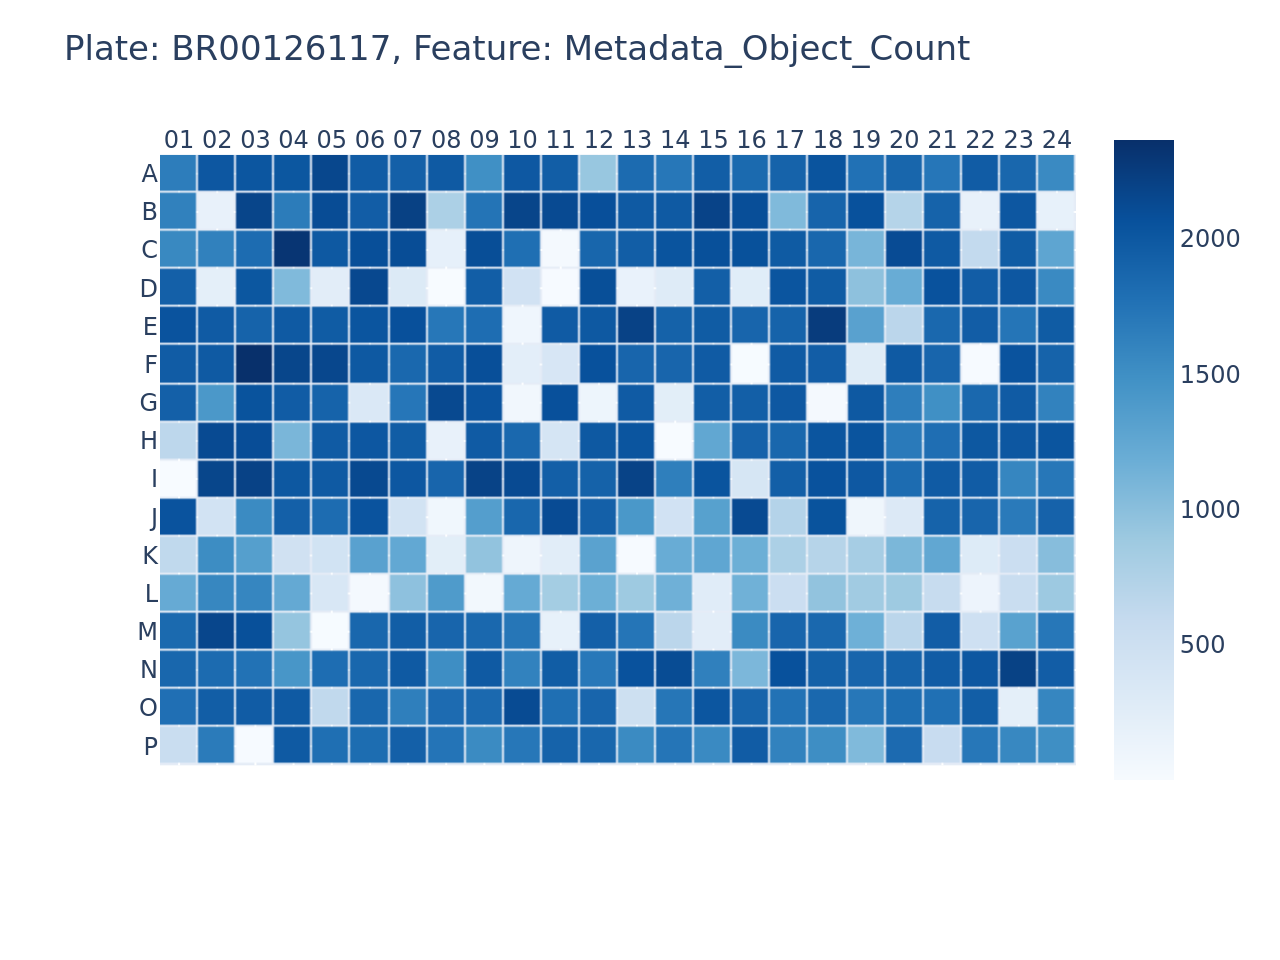 Plate: BR00126117, Feature: Metadata_Object_Count
01 02 03 04 05 06 07 08 09 10 11 12 13 14 15 16 17 18 19 20 21 22 23 24
A
B
C
D
E
F
G
H
I
J
K
L
M
N
O
P
2000
1500
1000
500